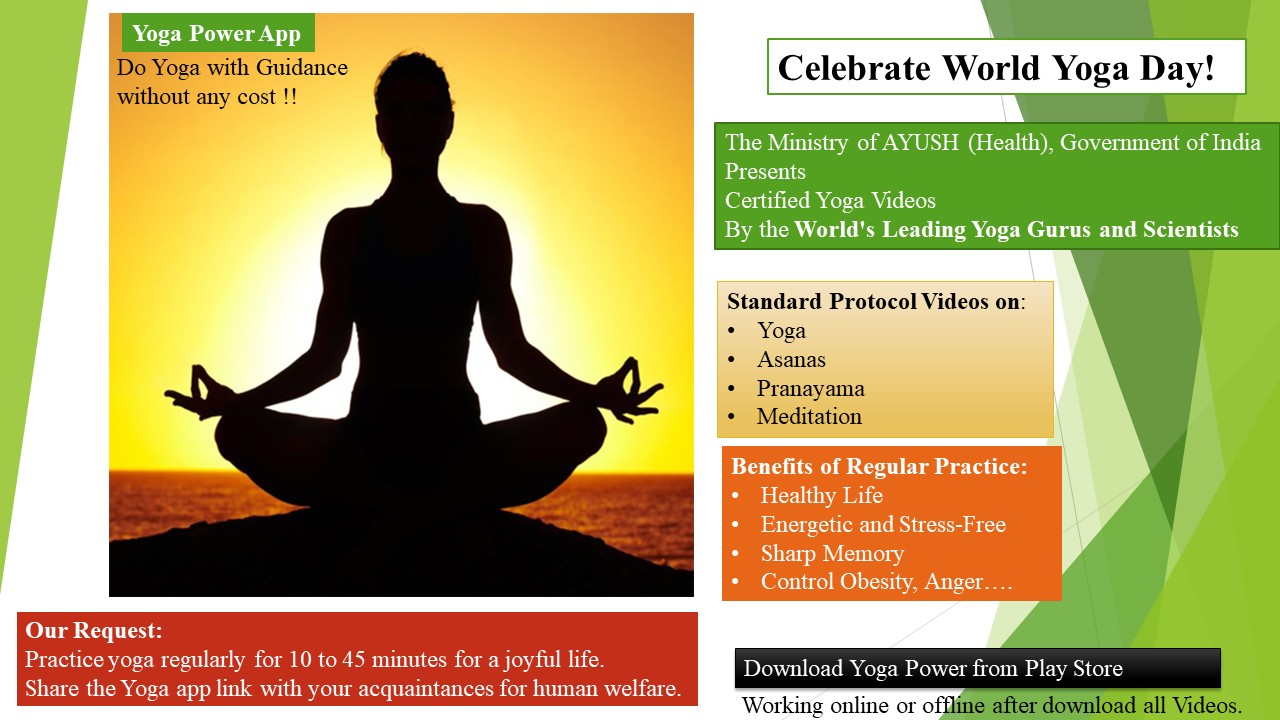 Yoga Power App
Do Yoga with Guidance
without any cost !!
Celebrate World Yoga Day!
The Ministry of AYUSH (Health), Government of India
Presents
Certified Yoga Videos
By the World's Leading Yoga Gurus and Scientists
Standard Protocol Videos on:
• Yoga
• Asanas
• Pranayama
• Meditation
Benefits of Regular Practice:
• Healthy Life
• Energetic and Stress-Free
• Sharp Memory
• Control Obesity, Anger….
Our Request:
Practice yoga regularly for 10 to 45 minutes for a joyful life.
Share the Yoga app link with your acquaintances for human welfare.
Download Yoga Power from Play Store
Working online or offline after download all Videos.